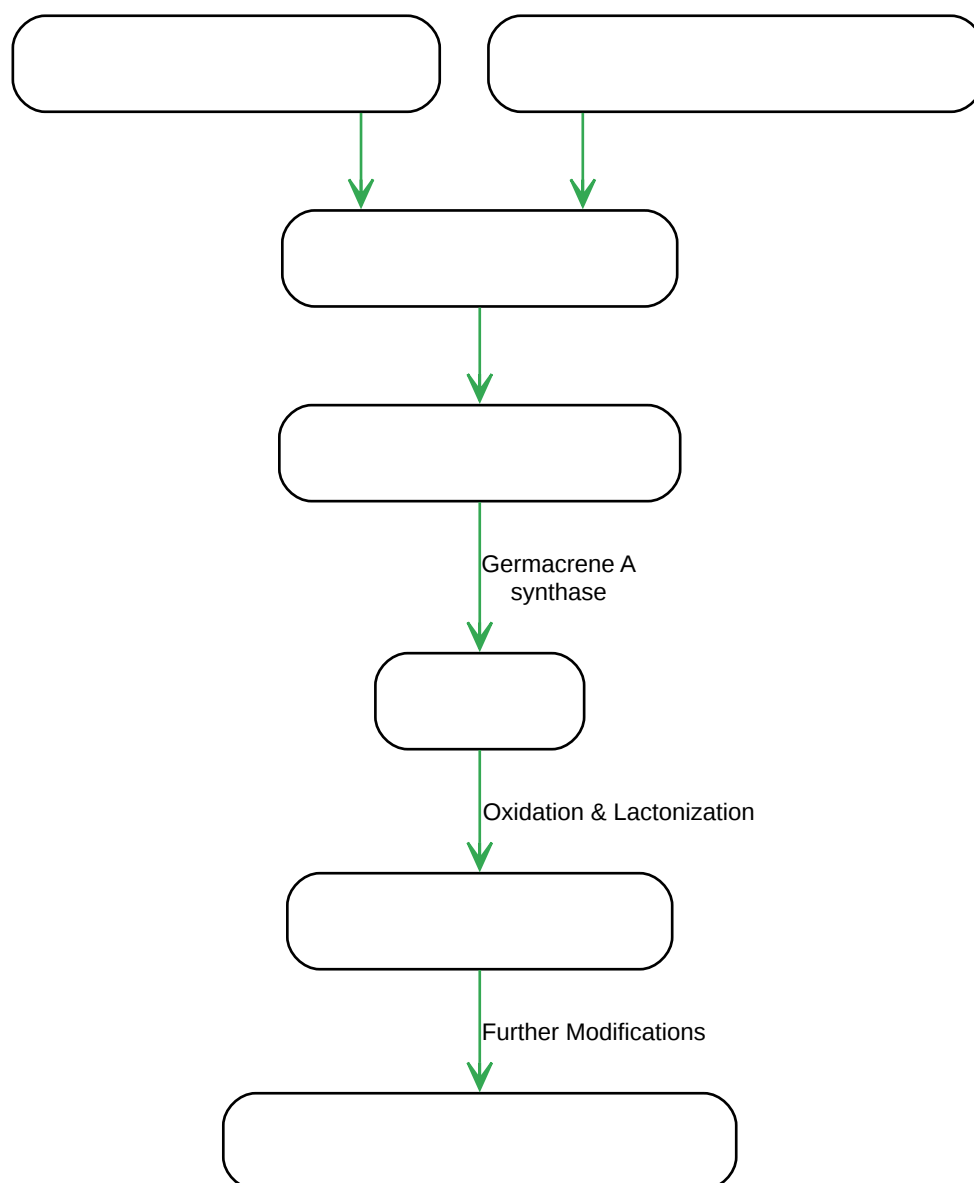 Germacrene A
synthase
Oxidation & Lactonization
Further Modifications